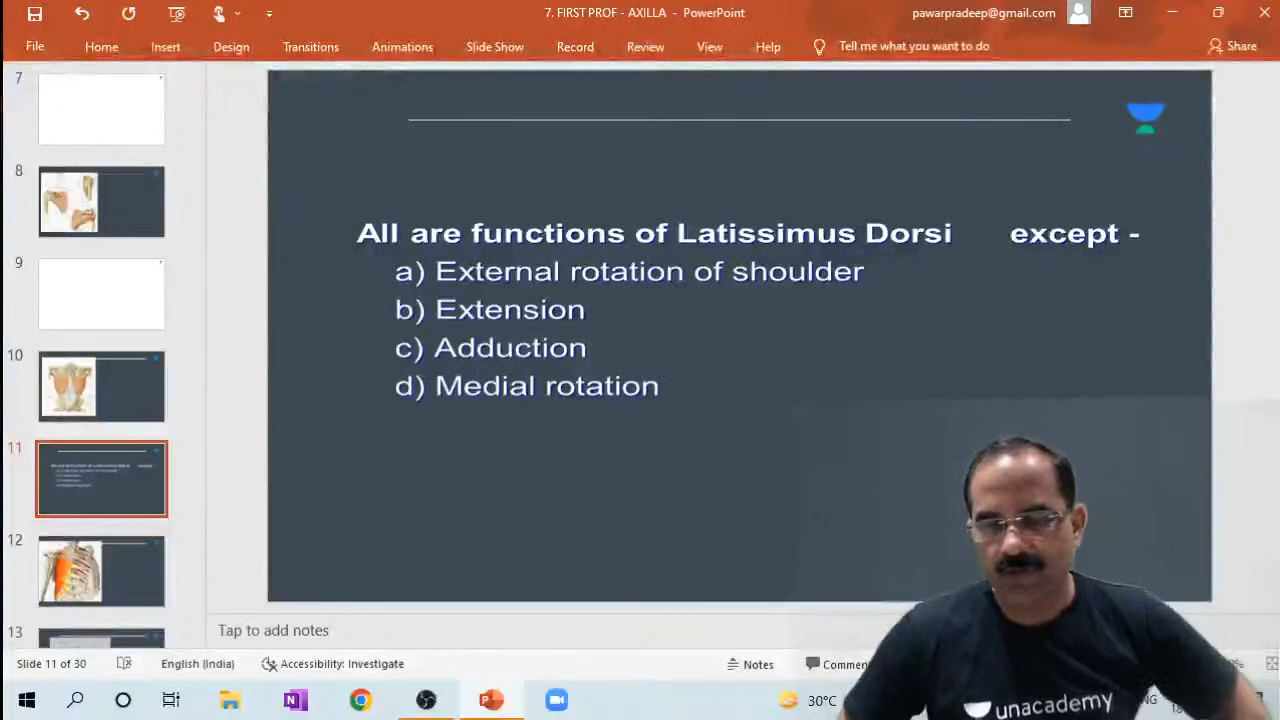 7. FIRST PROF - AXILLA - PowerPoint
pawarpradeep@gmail.com
File Home Insert Design Transitions Animations Slide Show Record Review View Help Tell me what you want to do Share
7
8
9
10
11
12
13
All are functions of Latissimus Dorsi except -
a) External rotation of shoulder
b) Extension
c) Adduction
d) Medial rotation
Tap to add notes
Slide 11 of 30 English (India) Accessibility: Investigate Notes
30°C
unacademy